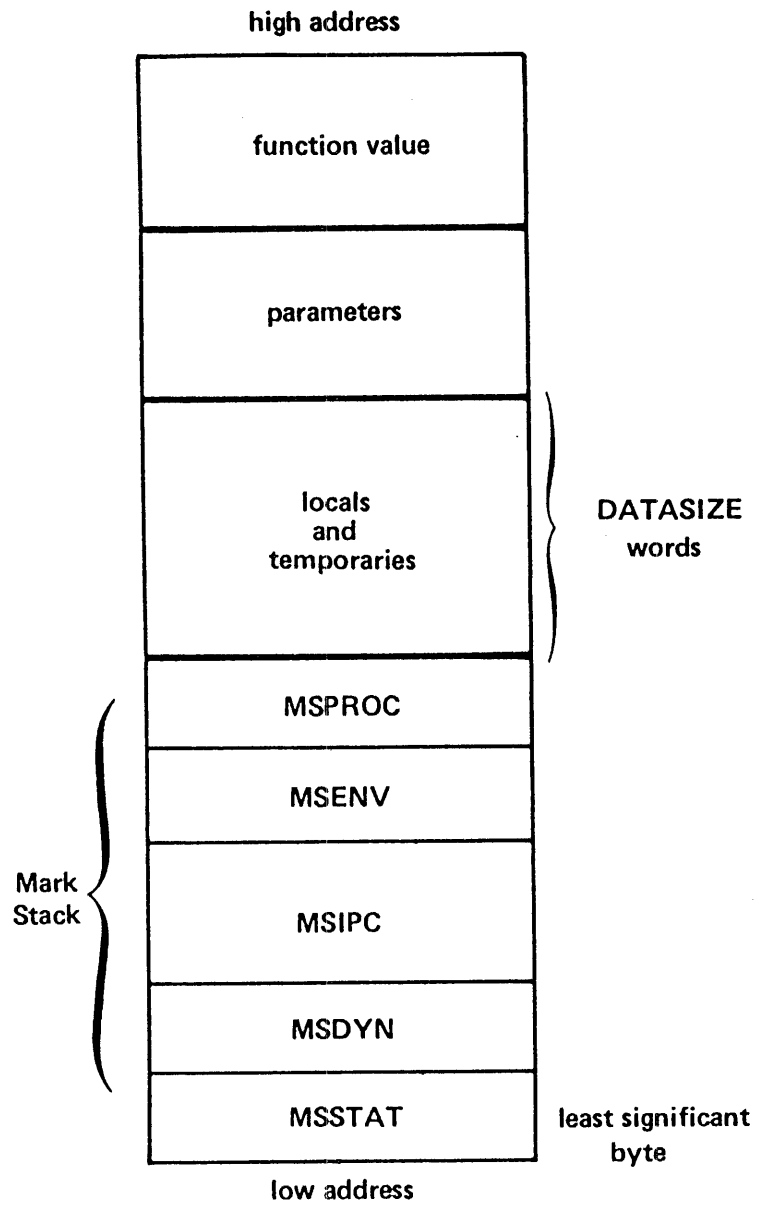 high address
function value
parameters
locals
and
temporaries
DATASIZE
words
MSPROC
MSENV
Mark
Stack
MSIPC
MSDYN
MSSTAT
least significant
byte
low address